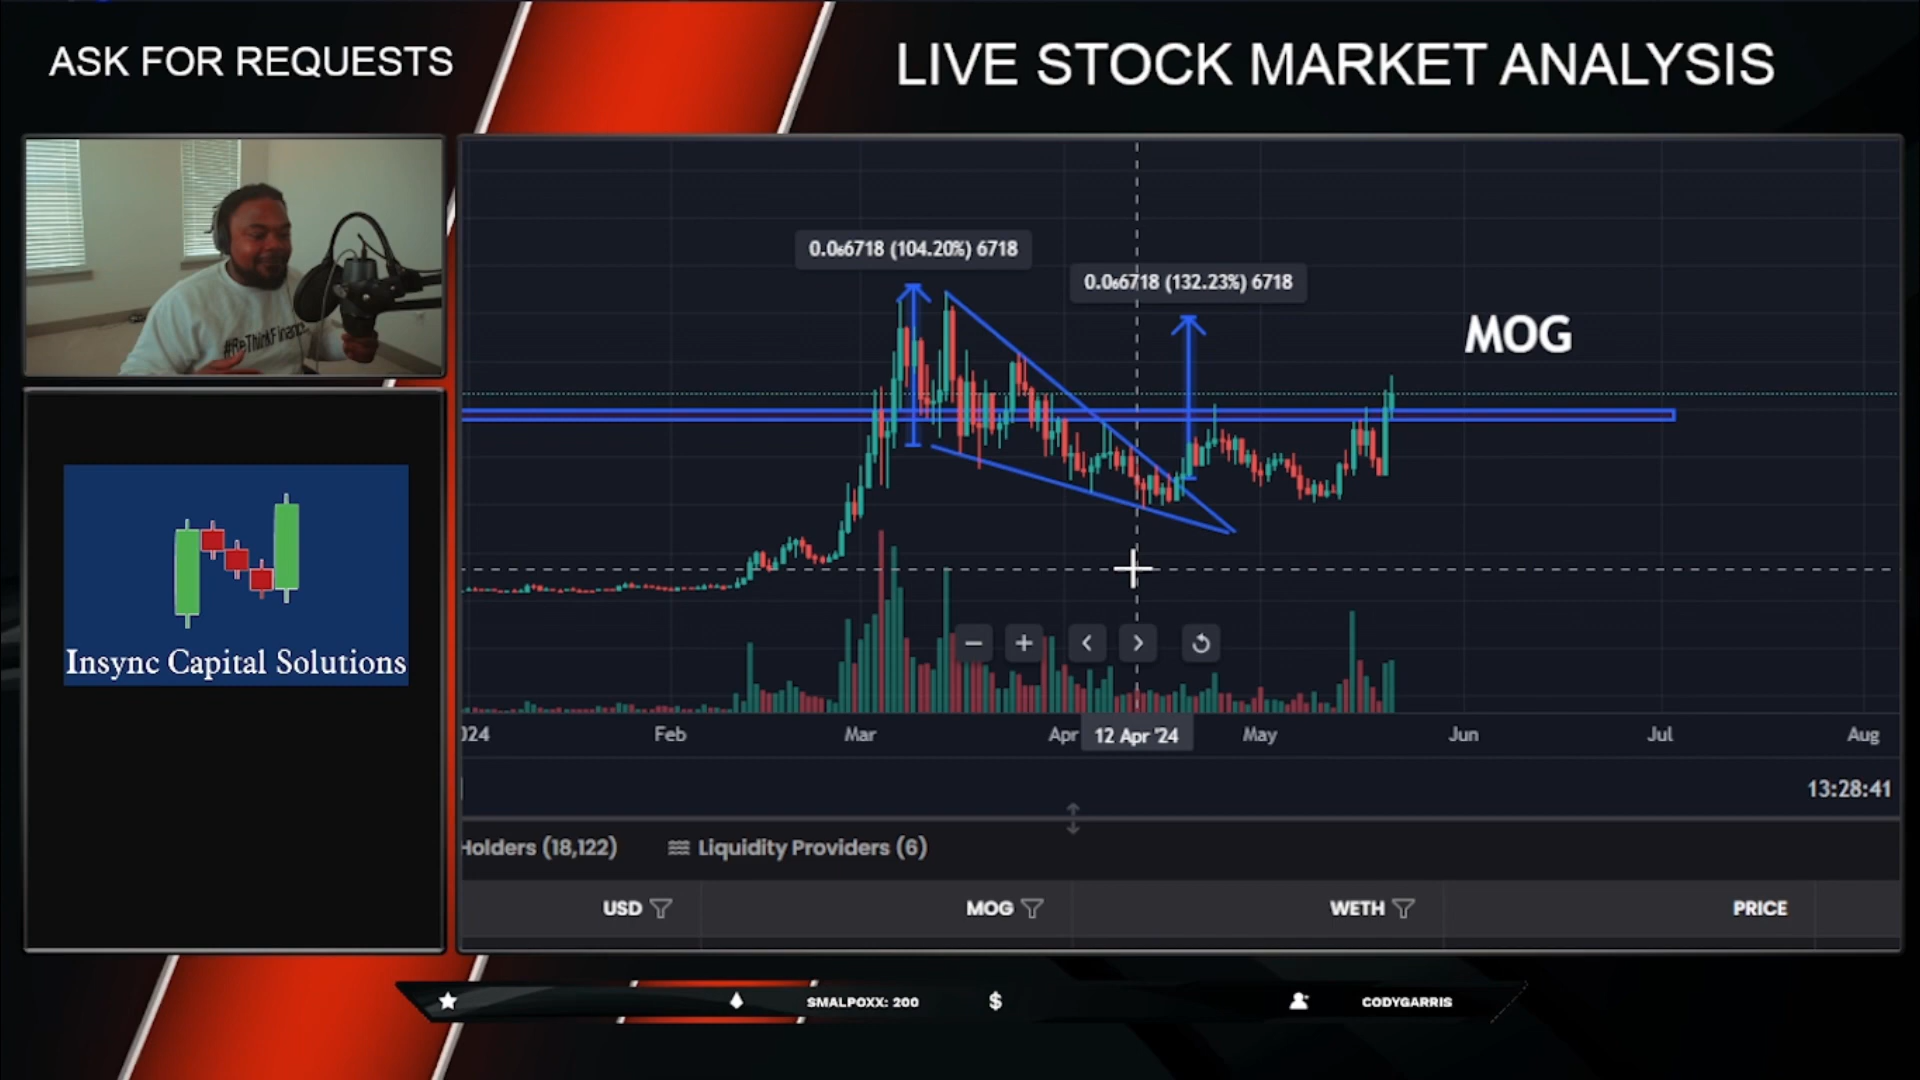 ASK FOR REQUESTS
LIVE STOCK MARKET ANALYSIS
#ReThinkFinance
0.0₆6718 (104.20%) 6718
0.0₆6718 (132.23%) 6718
MOG
Insync Capital Solutions
024 Feb Mar Apr 12 Apr '24 May Jun Jul Aug
13:28:41
Holders (18,122) Liquidity Providers (6)
USD MOG WETH PRICE
SMALPOXX: 200 $ CODYGARRIS